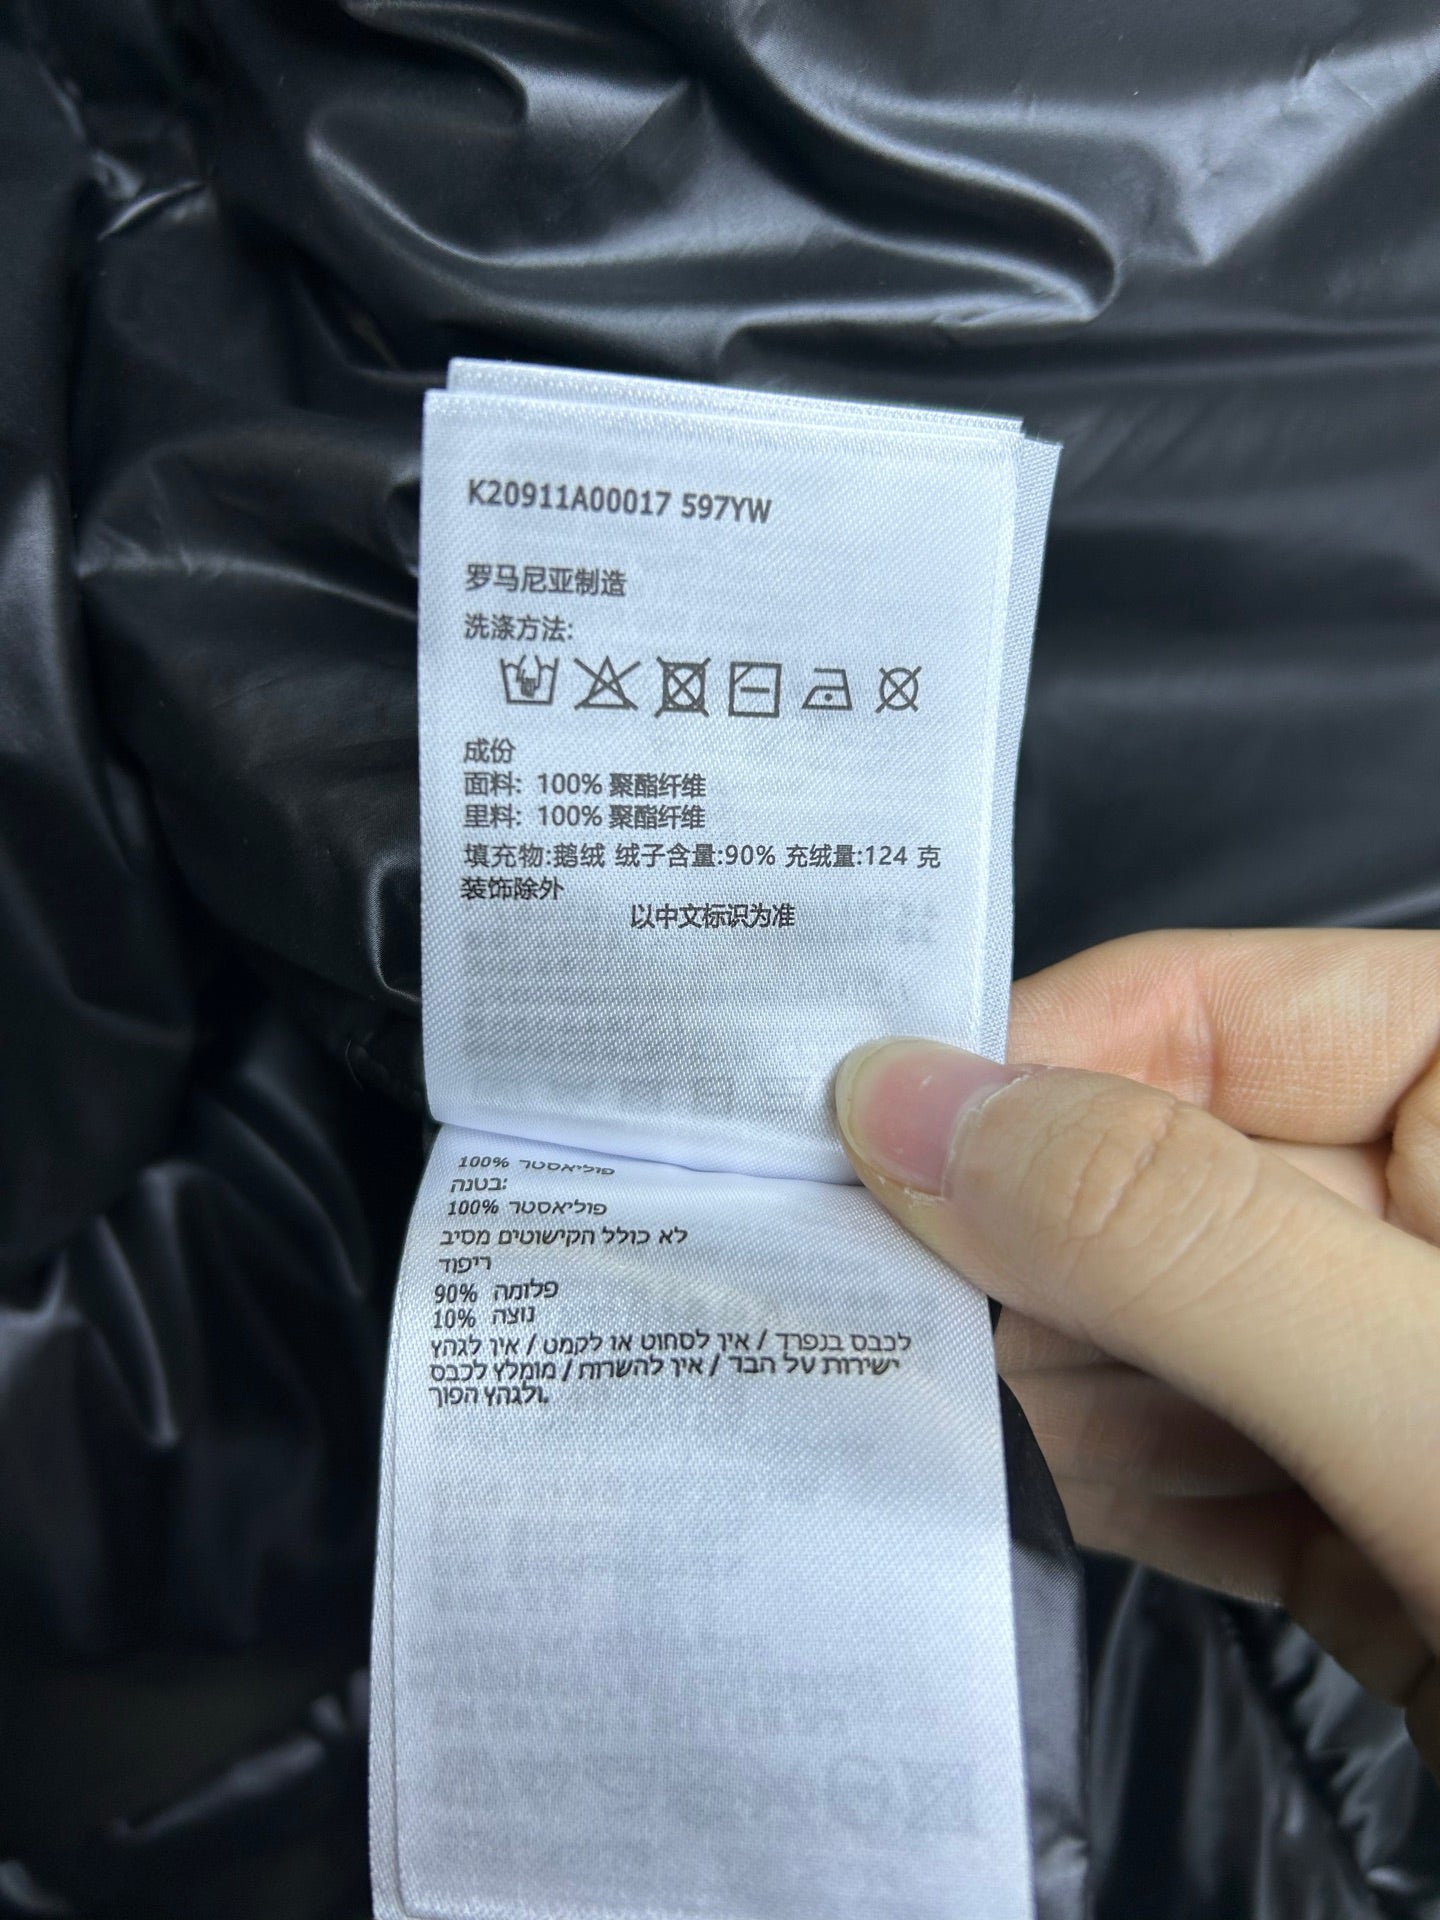 K20911A00017 597YW
罗马尼亚制造
洗涤方法:
成份
面料: 100% 聚酯纤维
里料: 100% 聚酯纤维
填充物:鹅绒 绒子含量:90% 充绒量:124 克
装饰除外
以中文标识为准
100% פוליאסטר
בטנה:
100% פוליאסטר
לא כולל הקישוטים מסיב
ריפוד
90% פלומה
10% נוצה
לכבס בנפרד / אין לסחוט או לקמט / אין לגהץ
ישירות על הבד / אין להשרות / מומלץ לכבס
ולגהץ הפוך.